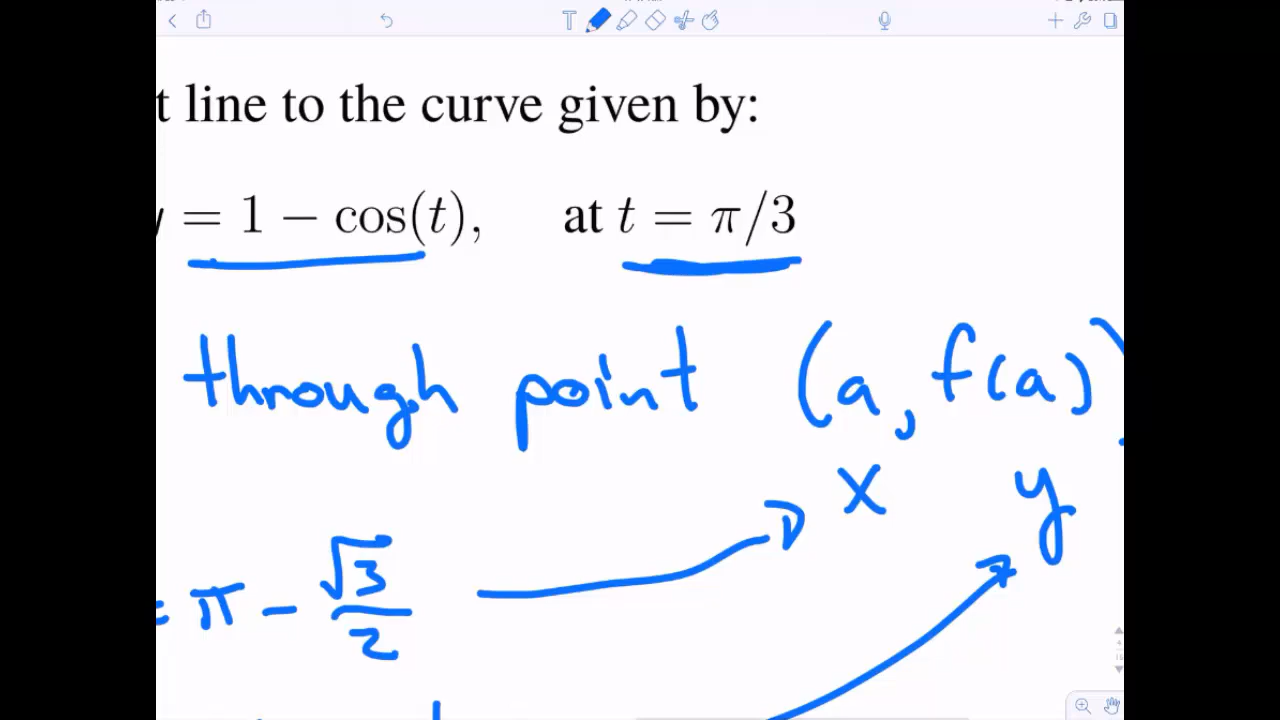 t line to the curve given by:
= 1 − cos(t), at t = π/3
through point (a, f(a))
x y
= π − √3/2